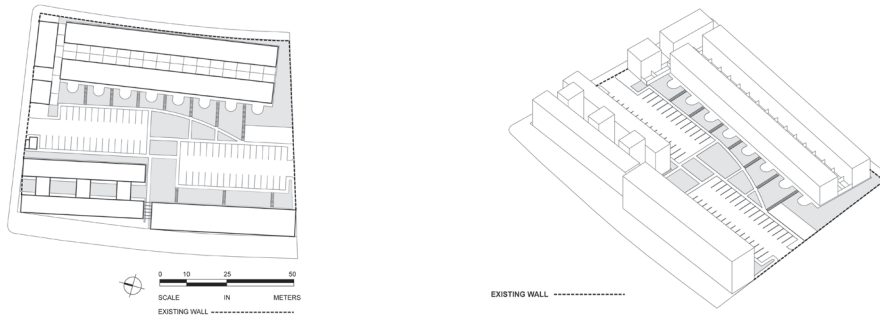 0 10 25 50
SCALE IN METERS
EXISTING WALL
EXISTING WALL